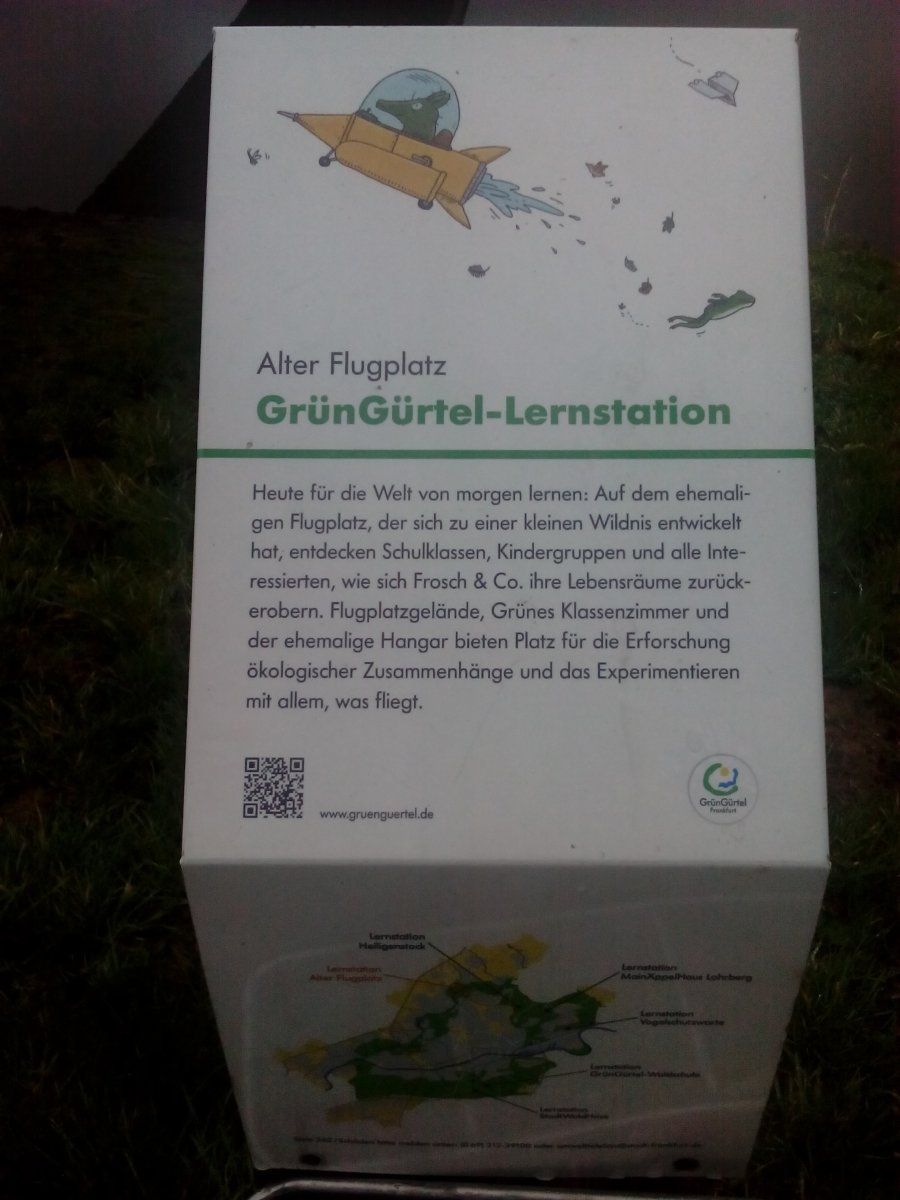 Alter Flugplatz
GrünGürtel-Lernstation
Heute für die Welt von morgen lernen: Auf dem ehemali-
gen Flugplatz, der sich zu einer kleinen Wildnis entwickelt
hat, entdecken Schulklassen, Kindergruppen und alle Inte-
ressierten, wie sich Frosch & Co. ihre Lebensräume zurück-
erobern. Flugplatzgelände, Grünes Klassenzimmer und
der ehemalige Hangar bieten Platz für die Erforschung
ökologischer Zusammenhänge und das Experimentieren
mit allem, was fliegt.
www.gruenguertel.de
GrünGürtel
Frankfurt
Lernstation
Heiligenstock
Lernstation
Alter Flugplatz
Lernstation
MainÄppelHaus Lohrberg
Lernstation
Vogelschutzwarte
Lernstation
GrünGürtel-Waldschule
Lernstation
StadtWaldHaus
bitte melden unter: